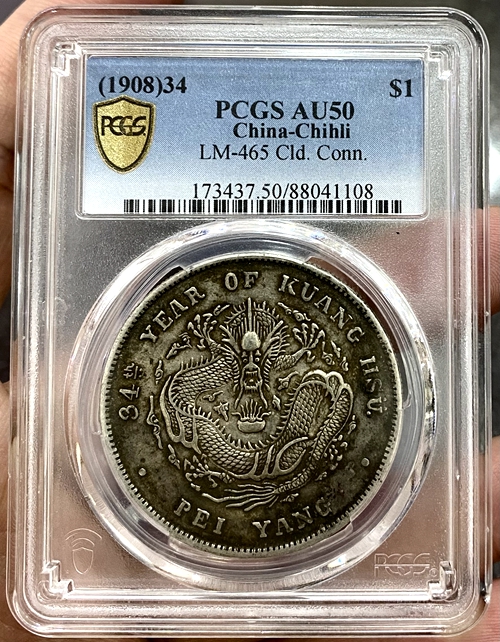 (1908)34 $1
PCGS PCGS AU50
China-Chihli
LM-465 Cld. Conn.
173437.50/88041108
34th YEAR OF KUANG HSU
PEI YANG
PCGS